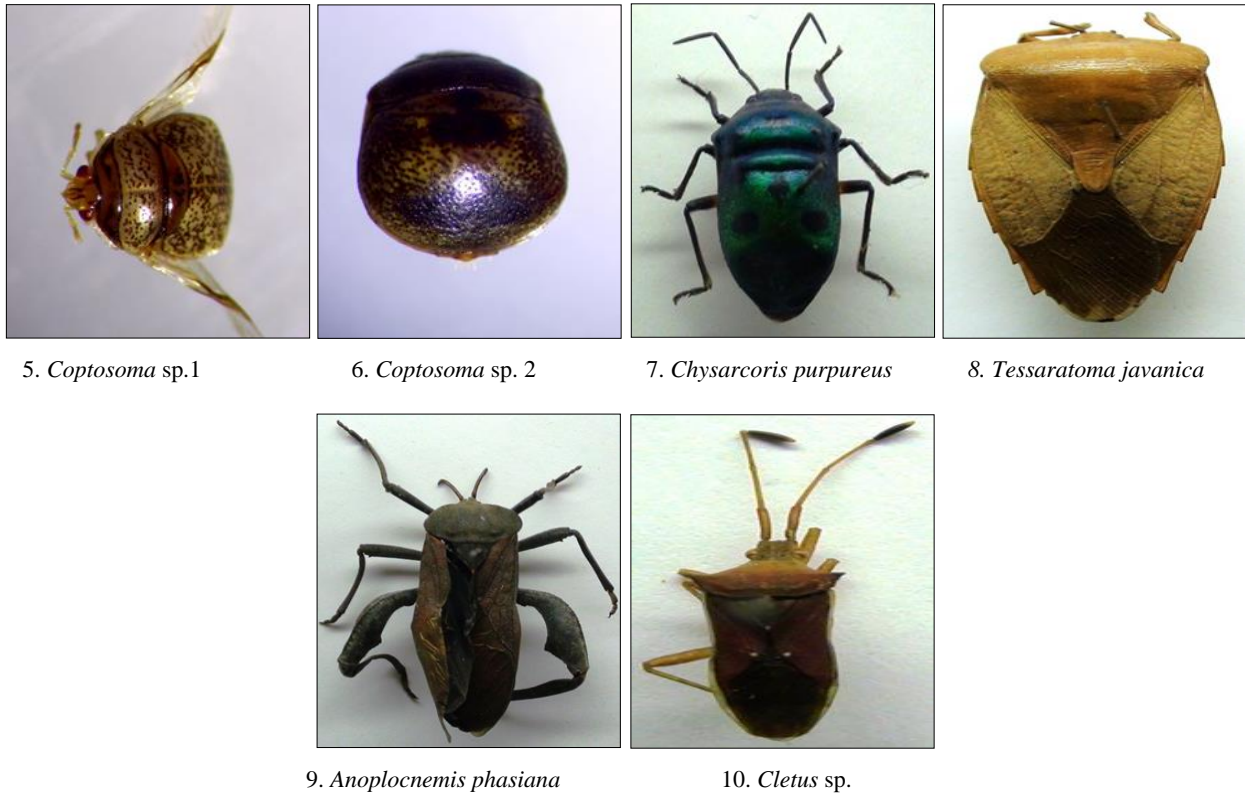 5. Coptosoma sp.1
6. Coptosoma sp. 2
7. Chysarcoris purpureus
8. Tessaratoma javanica
9. Anoplocnemis phasiana
10. Cletus sp.